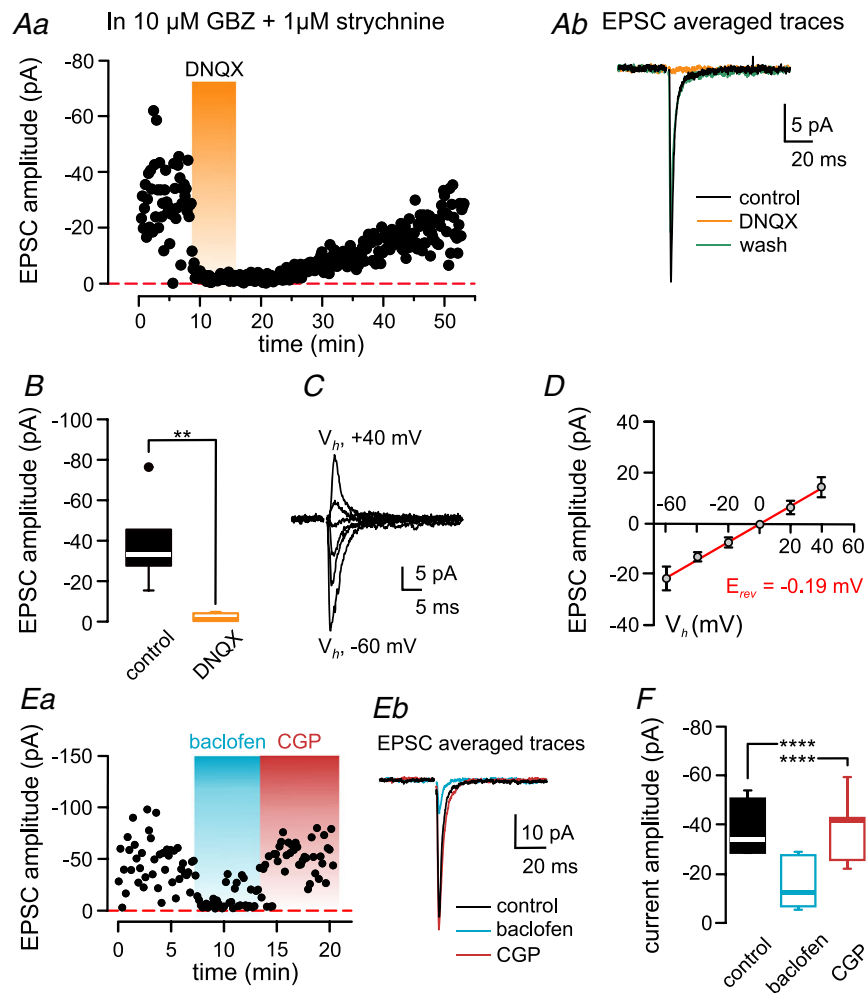 Aa
In 10 µM GBZ + 1µM strychnine
EPSC amplitude (pA)
-80
-60
-40
-20
0
DNQX
0 10 20 30 40 50
time (min)
Ab
EPSC averaged traces
5 pA
20 ms
control
DNQX
wash
B
EPSC amplitude (pA)
-100
-80
-60
-40
-20
0
**
control
DNQX
C
Vh, +40 mV
5 pA
5 ms
Vh, -60 mV
D
EPSC amplitude (pA)
40
20
0
-20
-40
-60 -20 0
20 40 60
Erev = -0.19 mV
Vh (mV)
Ea
EPSC amplitude (pA)
-150
-100
-50
0
baclofen CGP
0 5 10 15 20
time (min)
Eb
EPSC averaged traces
10 pA
20 ms
control
baclofen
CGP
F
current amplitude (pA)
-80
-60
-40
-20
0
****
****
control
baclofen
CGP